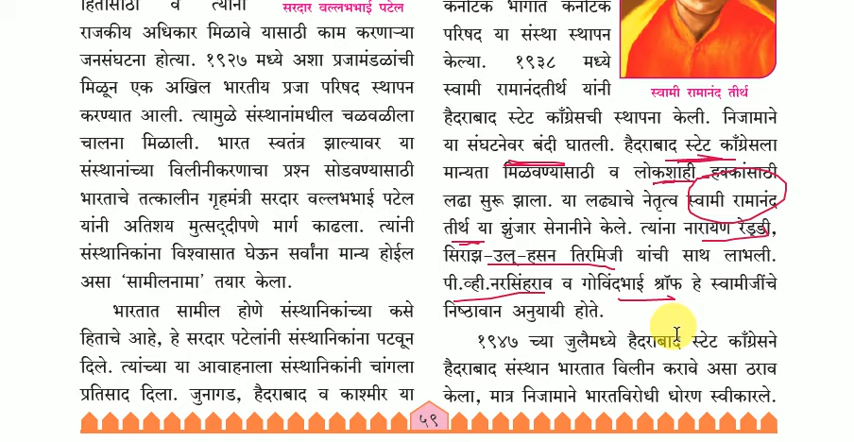 हितासाठी व त्यांना
सरदार वल्लभभाई पटेल
राजकीय अधिकार मिळावे यासाठी काम करणाऱ्या
जनसंघटना होत्या. १९२७ मध्ये अशा प्रजामंडळांची
मिळून एक अखिल भारतीय प्रजा परिषद स्थापन
करण्यात आली. त्यामुळे संस्थानांमधील चळवळीला
चालना मिळाली. भारत स्वतंत्र झाल्यावर या
संस्थानांच्या विलीनीकरणाचा प्रश्न सोडवण्यासाठी
भारताचे तत्कालीन गृहमंत्री सरदार वल्लभभाई पटेल
यांनी अतिशय मुत्सद्दीपणे मार्ग काढला. त्यांनी
संस्थानिकांना विश्वासात घेऊन सर्वांना मान्य होईल
असा ‘सामीलनामा’ तयार केला.
भारतात सामील होणे संस्थानिकांच्या कसे
हिताचे आहे, हे सरदार पटेलांनी संस्थानिकांना पटवून
दिले. त्यांच्या या आवाहनाला संस्थानिकांनी चांगला
प्रतिसाद दिला. जुनागड, हैदराबाद व काश्मीर या
कर्नाटक भागात कर्नाटक
परिषद या संस्था स्थापन
केल्या. १९३८ मध्ये
स्वामी रामानंदतीर्थ यांनी
स्वामी रामानंद तीर्थ
हैदराबाद स्टेट काँग्रेसची स्थापना केली. निजामाने
या संघटनेवर बंदी घातली. हैदराबाद स्टेट काँग्रेसला
मान्यता मिळवण्यासाठी व लोकशाही हक्कांसाठी
लढा सुरू झाला. या लढ्याचे नेतृत्व स्वामी रामानंद
तीर्थ या झुंजार सेनानीने केले. त्यांना नारायण रेड्डी,
सिराझ-उल्-हसन तिरमिजी यांची साथ लाभली.
पी.व्ही.नरसिंहराव व गोविंदभाई श्रॉफ हे स्वामीजींचे
निष्ठावान अनुयायी होते.
१९४७ च्या जुलैमध्ये हैदराबाद स्टेट काँग्रेसने
हैदराबाद संस्थान भारतात विलीन करावे असा ठराव
केला, मात्र निजामाने भारतविरोधी धोरण स्वीकारले.
५९